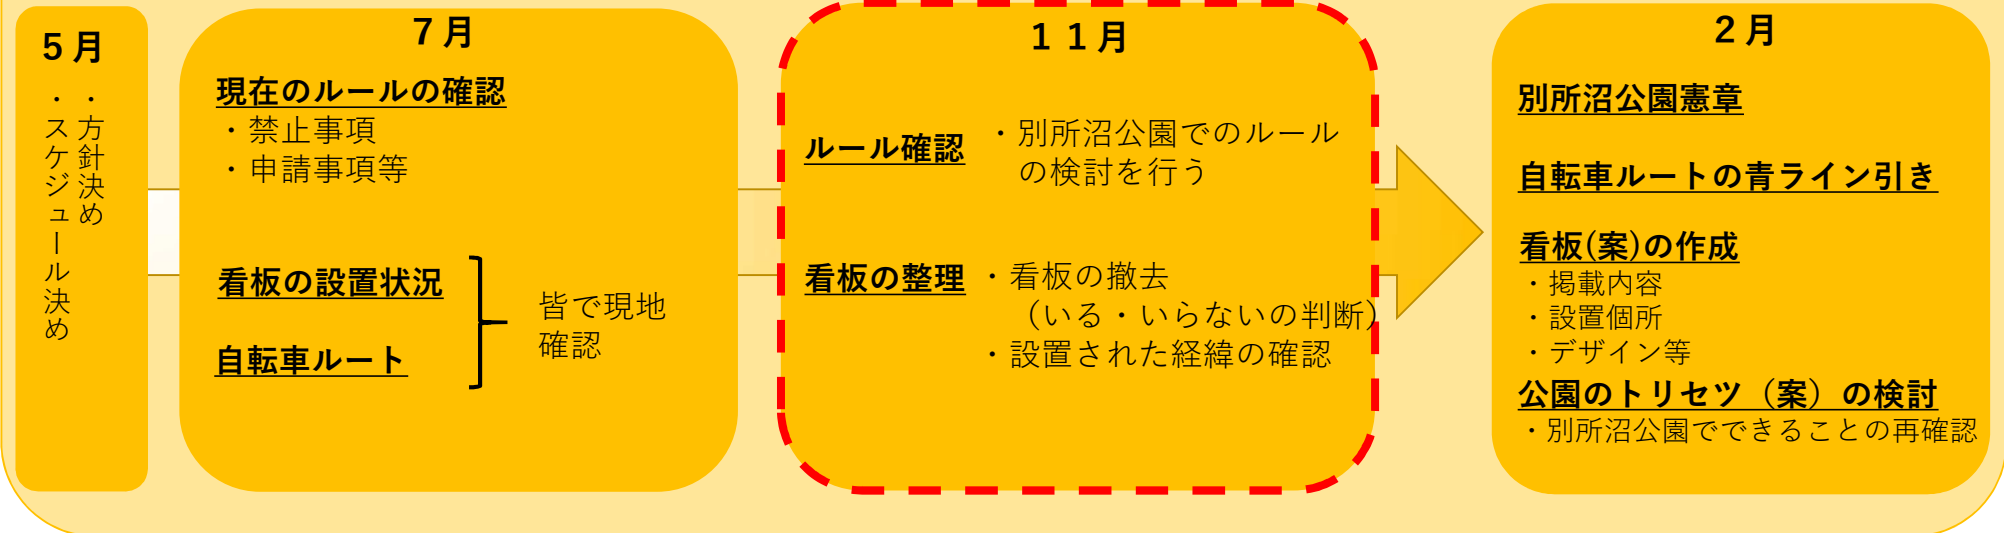 ５月
・方針決め
・スケジュール決め
７月
現在のルールの確認
・禁止事項
・申請事項等
看板の設置状況
自転車ルート
皆で現地
確認
１１月
ルール確認
・別所沼公園でのルール
の検討を行う
看板の整理
・看板の撤去
（いる・いらないの判断）
・設置された経緯の確認
２月
別所沼公園憲章
自転車ルートの青ライン引き
看板(案)の作成
・掲載内容
・設置個所
・デザイン等
公園のトリセツ（案）の検討
・別所沼公園でできることの再確認